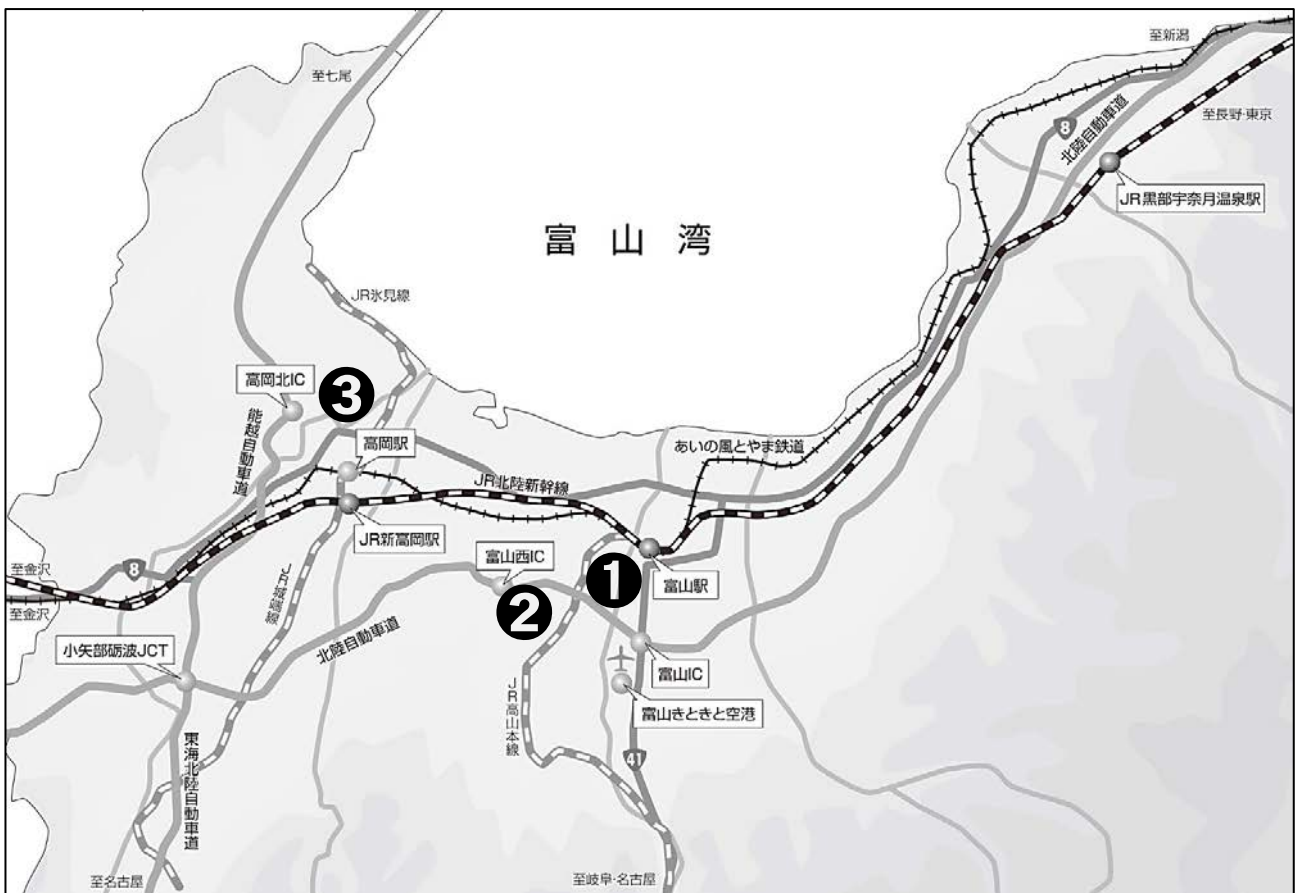 至新潟
至七尾
8
北陸自動車道
至長野・東京
JR黒部宇奈月温泉駅
富山湾
JR氷見線
高岡北IC
3
能越自動車道
高岡駅
あいの風とやま鉄道
JR北陸新幹線
JR新高岡駅
富山西IC
1
富山駅
至金沢
8
至金沢
2
JR城端線
北陸自動車道
小矢部砺波JCT
富山IC
富山きときと空港
JR高山本線
東海北陸自動車道
41
至名古屋
至岐阜・名古屋